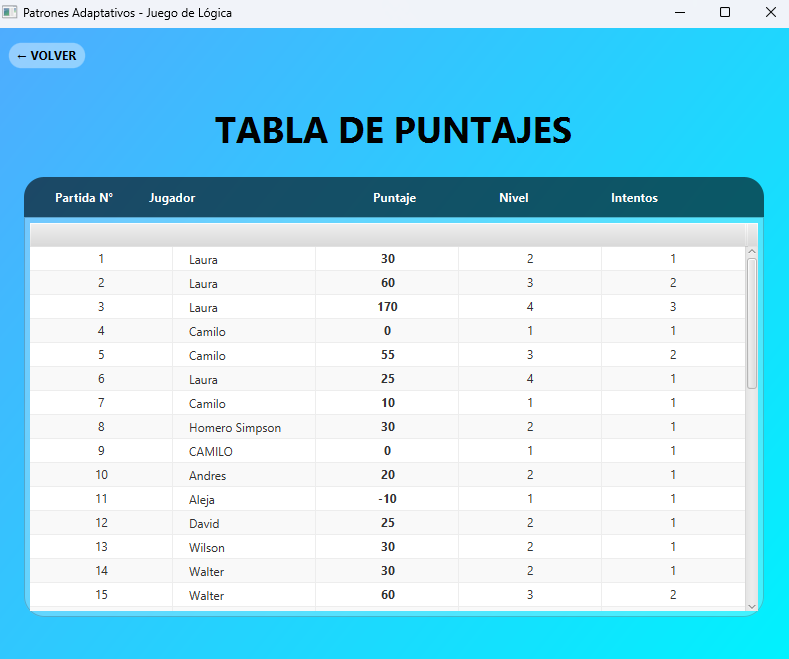 Patrones Adaptativos - Juego de Lógica
← VOLVER
TABLA DE PUNTAJES
Partida N° Jugador Puntaje Nivel Intentos
1 Laura 30 2 1
2 Laura 60 3 2
3 Laura 170 4 3
4 Camilo 0 1 1
5 Camilo 55 3 2
6 Laura 25 4 1
7 Camilo 10 1 1
8 Homero Simpson 30 2 1
9 CAMILO 0 1 1
10 Andres 20 2 1
11 Aleja -10 1 1
12 David 25 2 1
13 Wilson 30 2 1
14 Walter 30 2 1
15 Walter 60 3 2